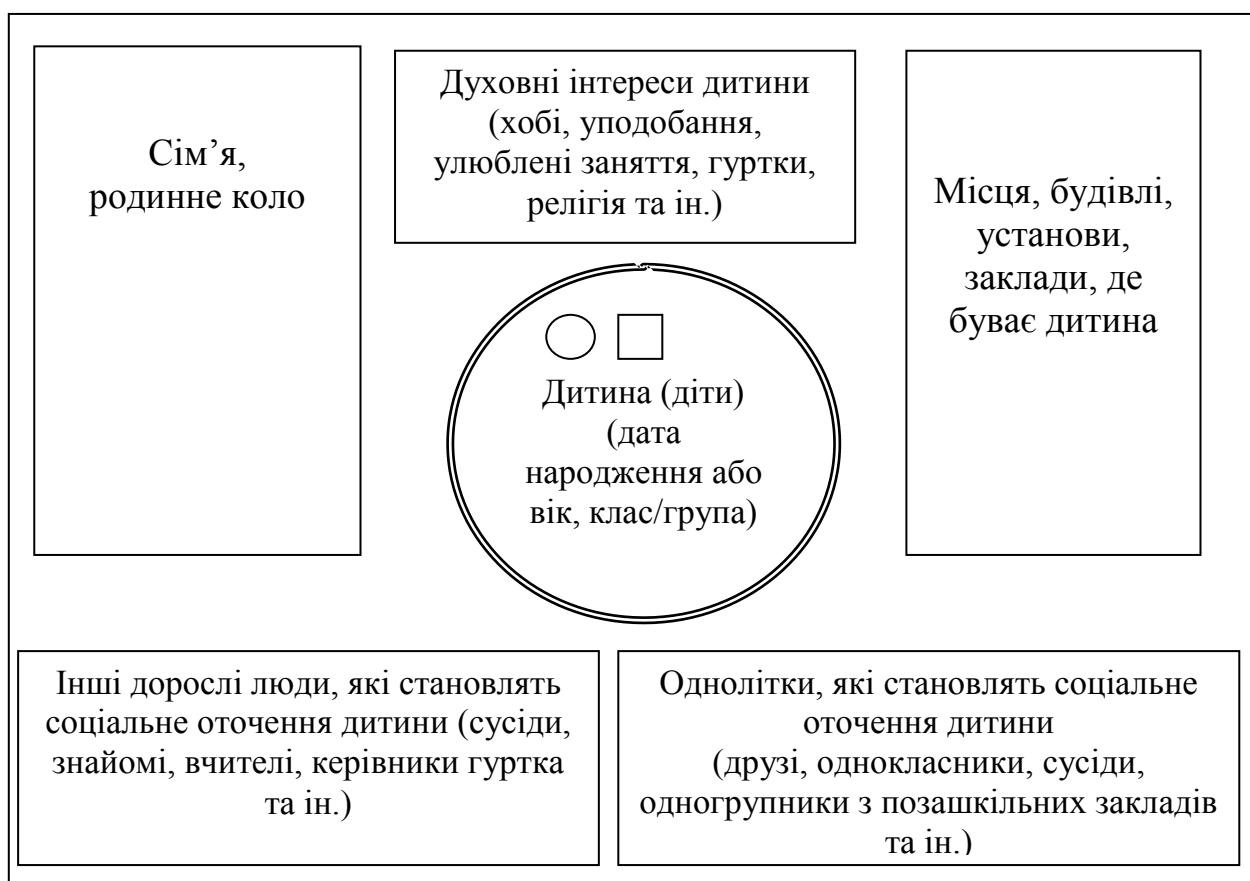 Сім’я,
родинне коло
Духовні інтереси дитини
(хобі, уподобання,
улюблені заняття, гуртки,
релігія та ін.)
Місця, будівлі,
установи,
заклади, де
буває дитина
Дитина (діти)
(дата
народження або
вік, клас/група)
Інші дорослі люди, які становлять
соціальне оточення дитини (сусіди,
знайомі, вчителі, керівники гуртка
та ін.)
Однолітки, які становлять соціальне
оточення дитини
(друзі, однокласники, сусіди,
одногрупники з позашкільних закладів
та ін.)